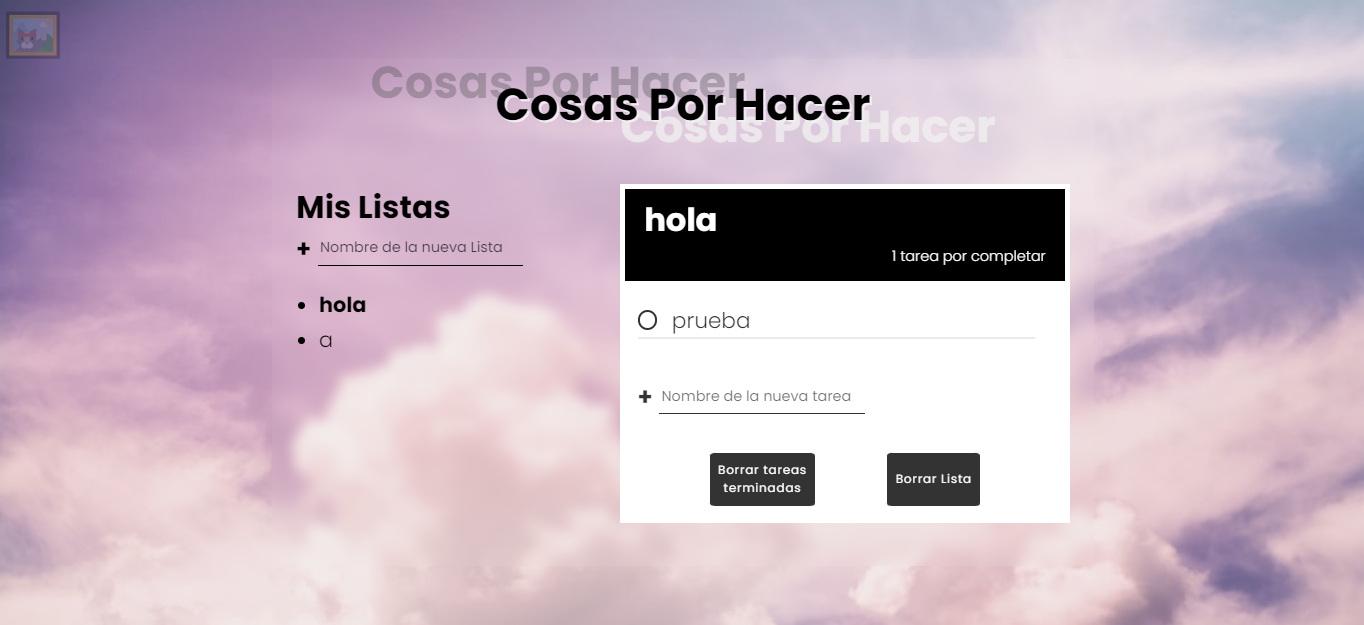 Cosas Por Hacer
Cosas Por Hacer
Cosas Por Hacer
Mis Listas
Nombre de la nueva Lista
hola
a
hola
1 tarea por completar
prueba
Nombre de la nueva tarea
Borrar tareas
terminadas
Borrar Lista